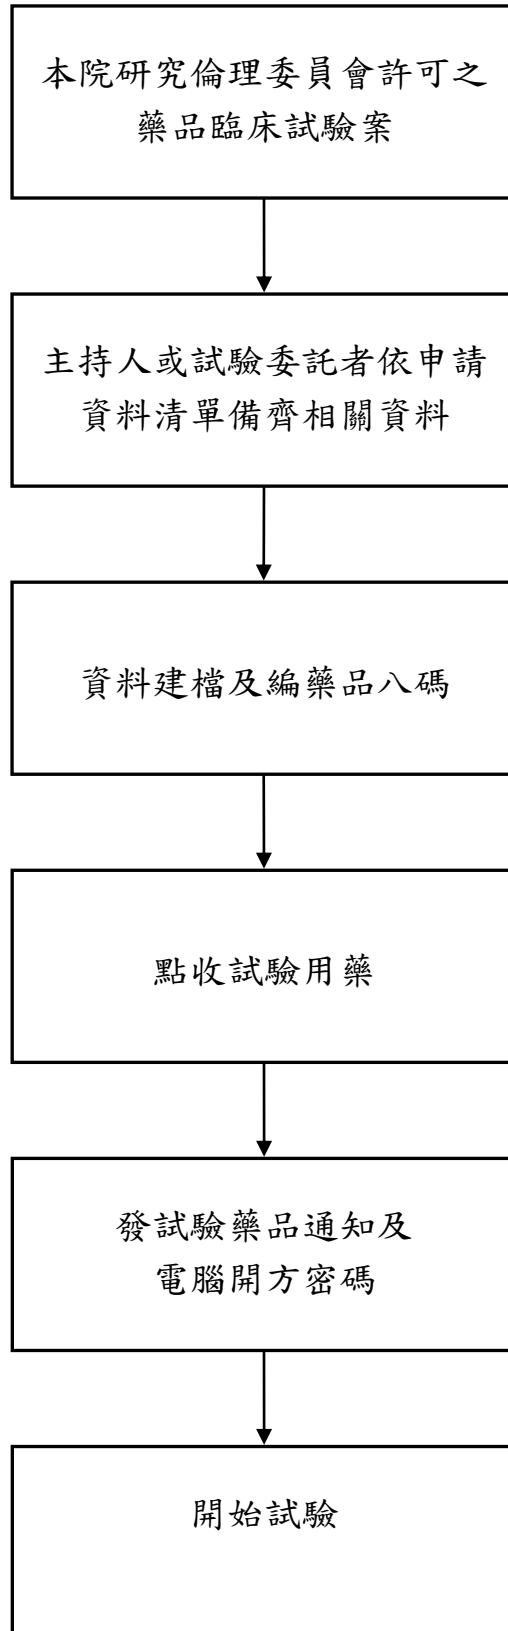 本院研究倫理委員會許可之
藥品臨床試驗案
主持人或試驗委託者依申請
資料清單備齊相關資料
資料建檔及編藥品八碼
點收試驗用藥
發試驗藥品通知及
電腦開方密碼
開始試驗